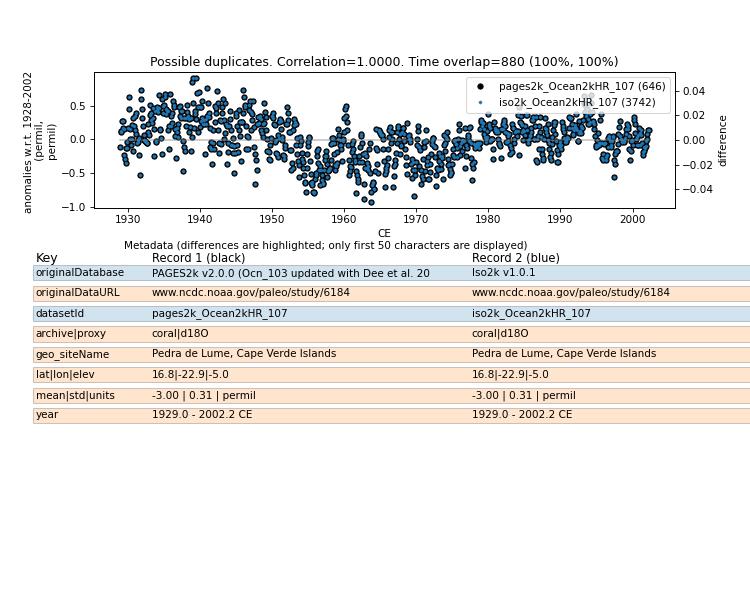 Possible duplicates. Correlation=1.0000. Time overlap=880 (100%, 100%)
anomalies w.r.t. 1928-2002
(permil,
permil)
0.5
0.0
−0.5
−1.0
pages2k_Ocean2kHR_107 (646)
iso2k_Ocean2kHR_107 (3742)
0.04
0.02
0.00
−0.02
−0.04
difference
1930 1940 1950 1960 1970 1980 1990 2000
CE
Metadata (differences are highlighted; only first 50 characters are displayed)
Key Record 1 (black) Record 2 (blue)
originalDatabase PAGES2k v2.0.0 (Ocn_103 updated with Dee et al. 20 Iso2k v1.0.1
originalDataURL www.ncdc.noaa.gov/paleo/study/6184 www.ncdc.noaa.gov/paleo/study/6184
datasetId pages2k_Ocean2kHR_107 iso2k_Ocean2kHR_107
archive|proxy coral|d18O coral|d18O
geo_siteName Pedra de Lume, Cape Verde Islands Pedra de Lume, Cape Verde Islands
lat|lon|elev 16.8|-22.9|-5.0 16.8|-22.9|-5.0
mean|std|units -3.00 | 0.31 | permil -3.00 | 0.31 | permil
year 1929.0 - 2002.2 CE 1929.0 - 2002.2 CE